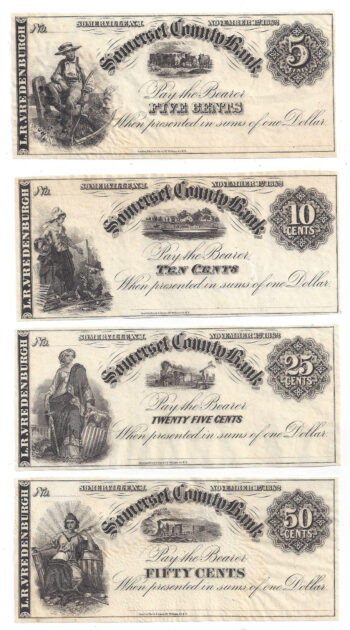 L.R.VREDENBURGH
No.
SOMERVILLE, N.J. NOVEMBER 1st 1862
Somerset County Bank
5
Pay the Bearer
FIVE CENTS
When presented in sums of one Dollar.
L.R.VREDENBURGH
No.
SOMERVILLE, N.J. NOVEMBER 1st 1862
Somerset County Bank
10 CENTS
Pay the Bearer
TEN CENTS
When presented in sums of one Dollar.
L.R.VREDENBURGH
No.
SOMERVILLE, N.J. NOVEMBER 1st 1862
Somerset County Bank
25 CENTS
Pay the Bearer
TWENTY FIVE CENTS
When presented in sums of one Dollar
L.R.VREDENBURGH
No.
SOMERVILLE, N.J. NOVEMBER 1st 1862
Somerset County Bank
50 CENTS
Pay the Bearer
FIFTY CENTS
When presented in sums of one Dollar.